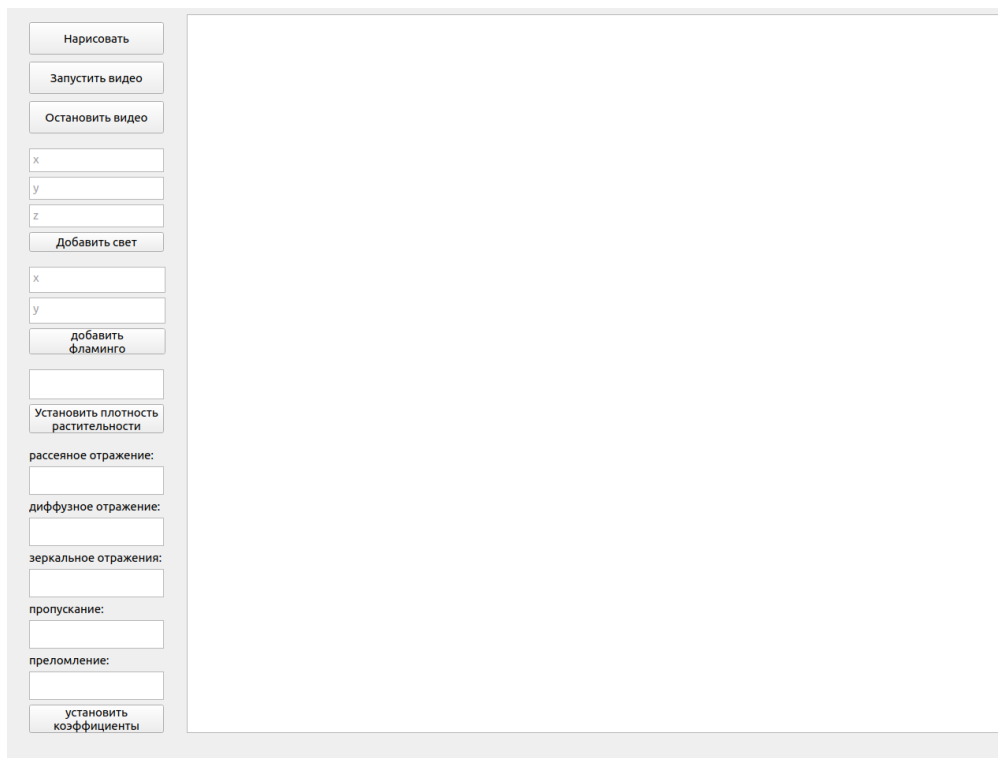 Нарисовать
Запустить видео
Остановить видео
x
y
z
Добавить свет
x
y
добавить
фламинго
Установить плотность
растительности
рассеяное отражение:
диффузное отражение:
зеркальное отражения:
пропускание:
преломление:
установить
коэффициенты